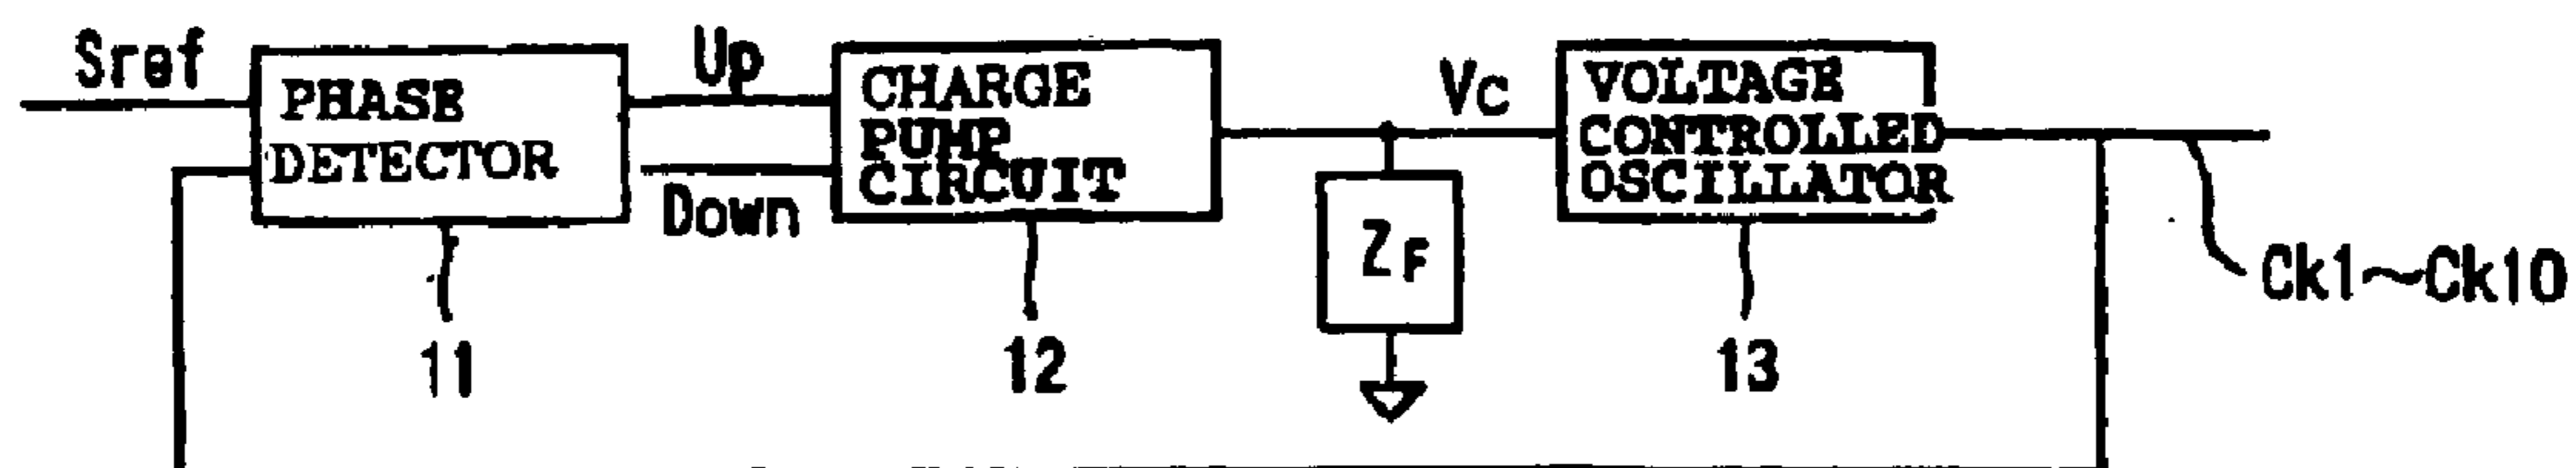 Sref
PHASE
DETECTOR
Up
Down
CHARGE
PUMP
CIRCUIT
Vc
ZF
VOLTAGE
CONTROLLED
OSCILLATOR
Ck1~Ck10
11
12
13